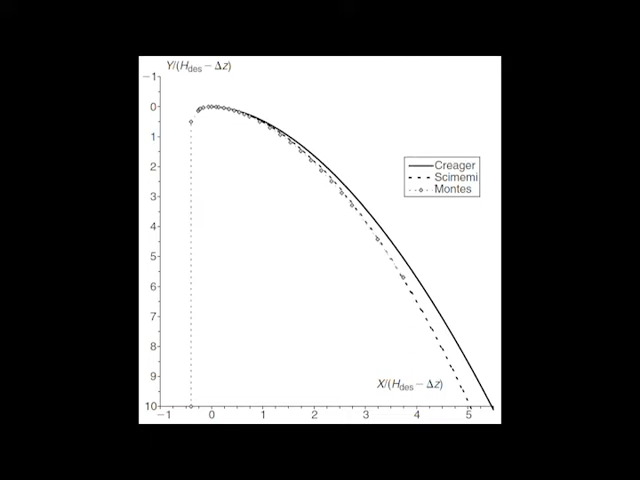 Y/(Hdes − Δz)
−1
0
1
2
3
4
5
6
7
8
9
10
Creager
Scimemi
Montes
X/(Hdes − Δz)
−1 0 1 2 3 4 5